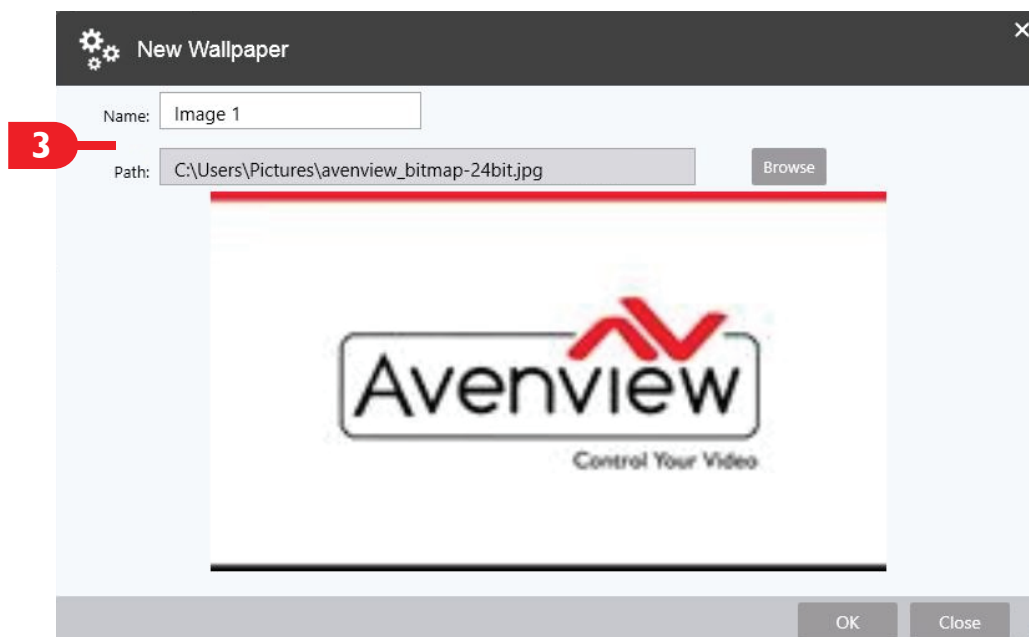 New Wallpaper
Name: Image 1
3
Path: C:\Users\Pictures\avenview_bitmap-24bit.jpg Browse
Avenview
Control Your Video
OK Close